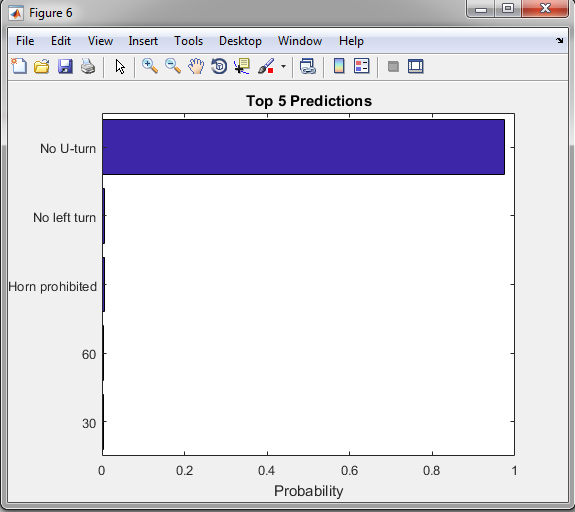 Figure 6
File Edit View Insert Tools Desktop Window Help
Top 5 Predictions
No U-turn
No left turn
Horn prohibited
60
30
0 0.2 0.4 0.6 0.8 1
Probability